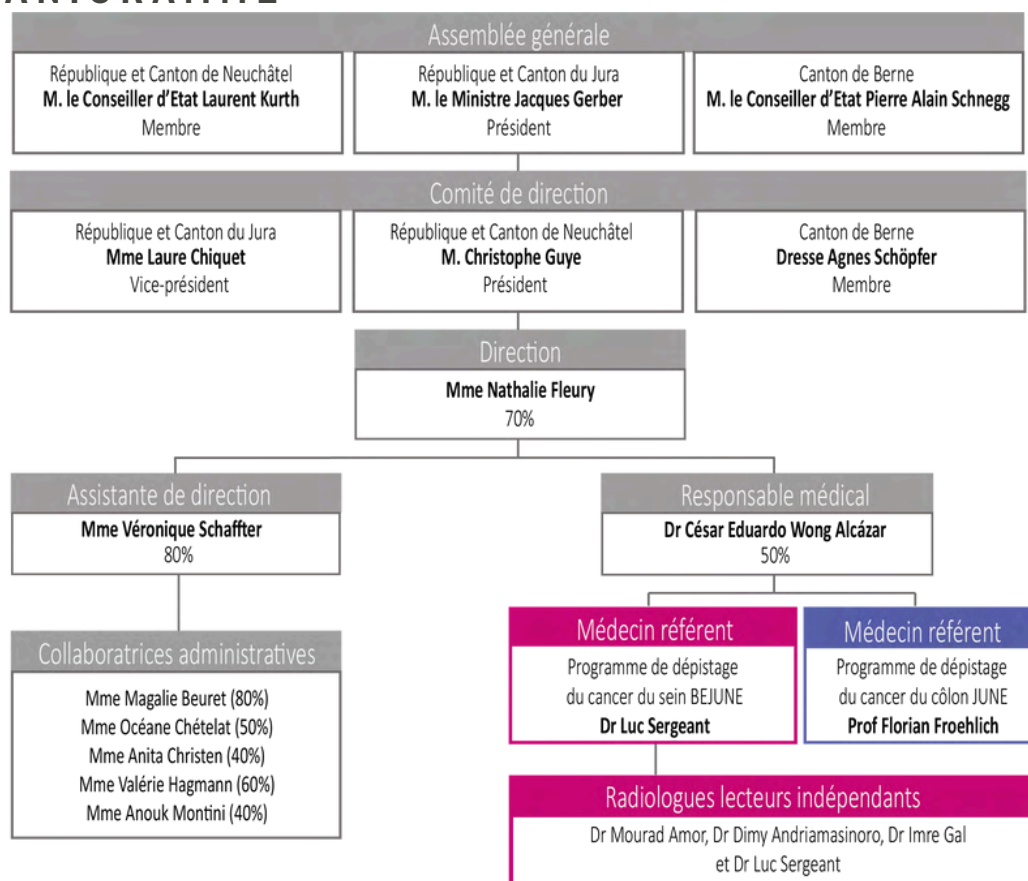 Assemblée générale
République et Canton de Neuchâtel
M. le Conseiller d'Etat Laurent Kurth
Membre
République et Canton du Jura
M. le Ministre Jacques Gerber
Président
Canton de Berne
M. le Conseiller d'Etat Pierre Alain Schnegg
Membre
Comité de direction
République et Canton du Jura
Mme Laure Chiquet
Vice-président
République et Canton de Neuchâtel
M. Christophe Guye
Président
Canton de Berne
Dresse Agnes Schöpfer
Membre
Direction
Mme Nathalie Fleury
70%
Assistante de direction
Mme Véronique Schaffter
80%
Responsable médical
Dr César Eduardo Wong Alcázar
50%
Collaboratrices administratives
Mme Magalie Beuret (80%)
Mme Océane Chételat (50%)
Mme Anita Christen (40%)
Mme Valérie Hagmann (60%)
Mme Anouk Montini (40%)
Médecin référent
Programme de dépistage
du cancer du sein BEJUNE
Dr Luc Sergeant
Médecin référent
Programme de dépistage
du cancer du côlon JUNE
Prof Florian Froehlich
Radiologues lecteurs indépendants
Dr Mourad Amor, Dr Dimy Andriamasinoro, Dr Imre Gal
et Dr Luc Sergeant